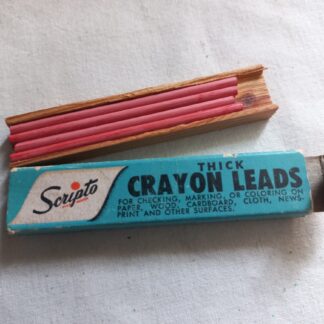 Scripto
THICK
CRAYON LEADS
FOR CHECKING, MARKING, OR COLORING ON
PAPER, WOOD, CARDBOARD, CLOTH, NEWS-
PRINT AND OTHER SURFACES.